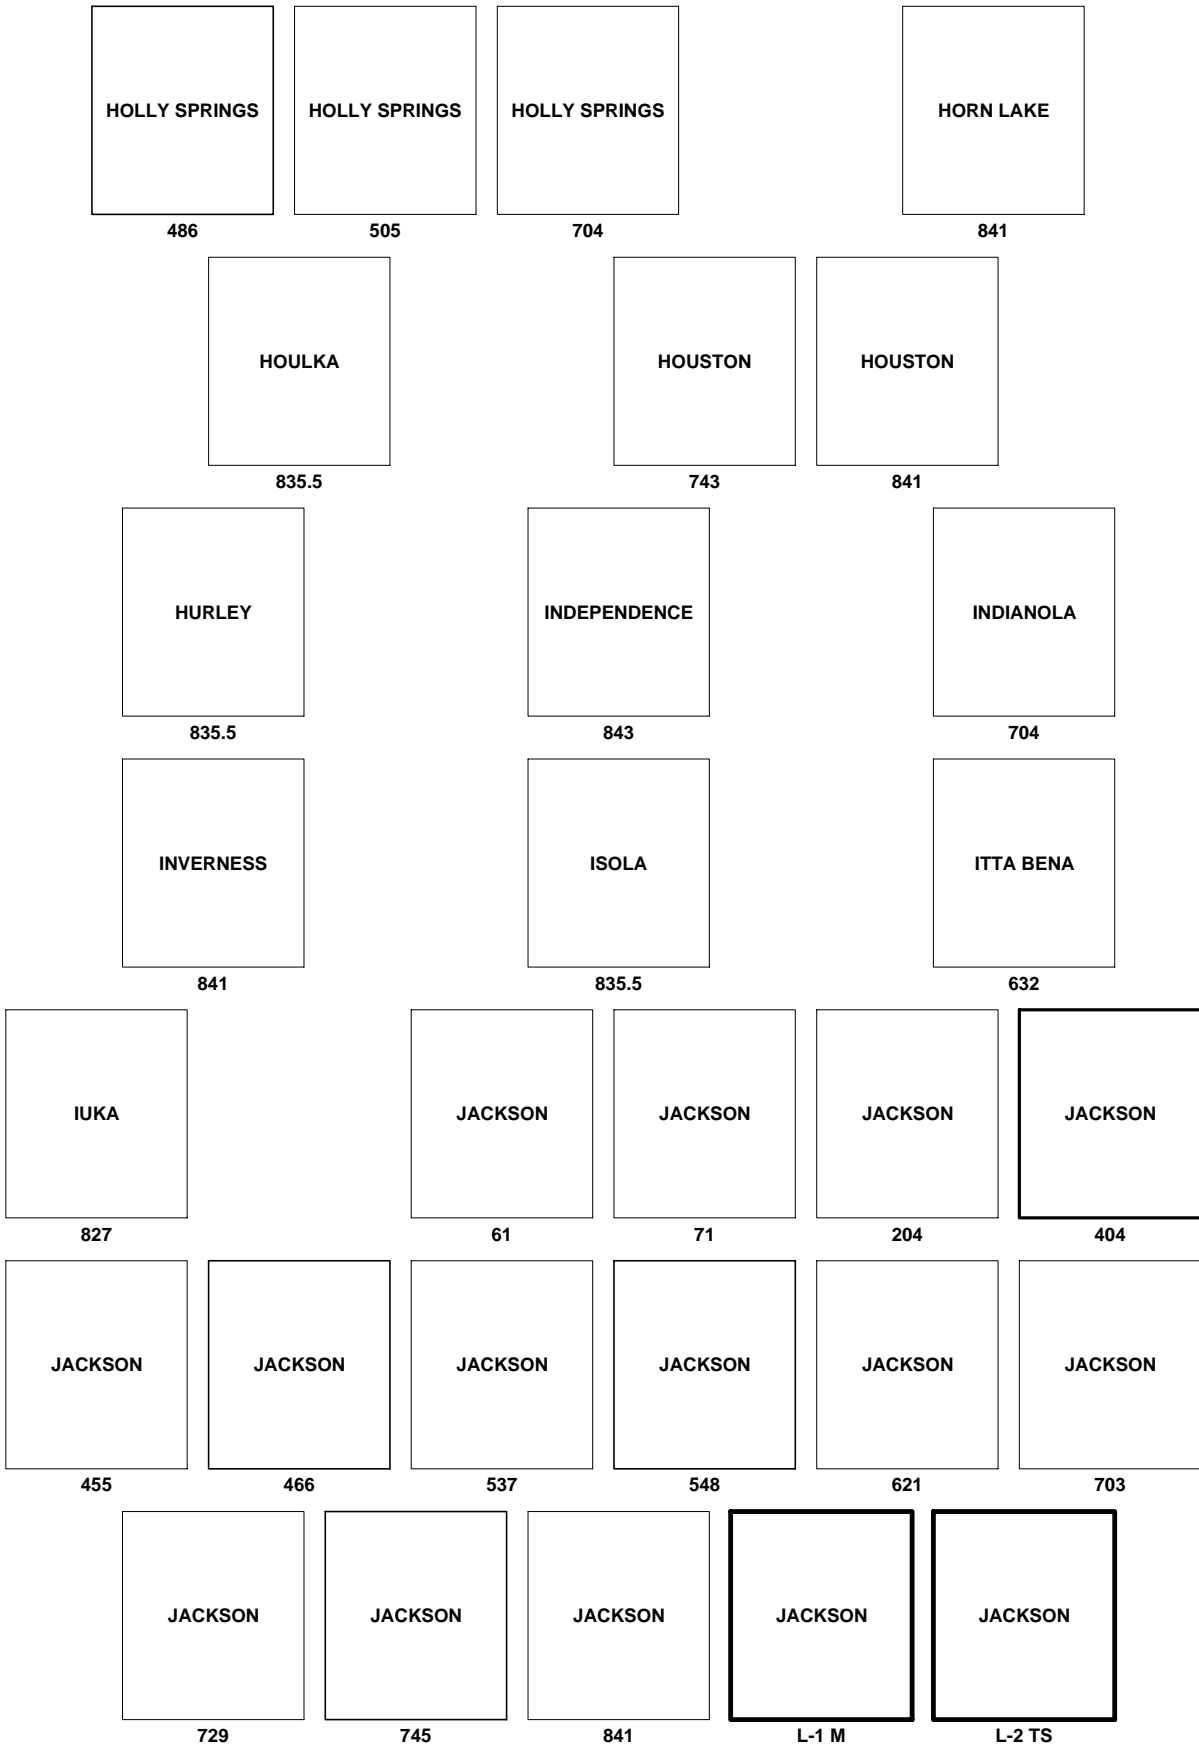 HOLLY SPRINGS HOLLY SPRINGS HOLLY SPRINGS HORN LAKE
486 505 704 841
HOULKA HOUSTON HOUSTON
835.5 743 841
HURLEY INDEPENDENCE INDIANOLA
835.5 843 704
INVERNESS ISOLA ITTA BENA
841 835.5 632
IUKA JACKSON JACKSON JACKSON JACKSON
827 61 71 204 404
JACKSON JACKSON JACKSON JACKSON JACKSON JACKSON
455 466 537 548 621 703
JACKSON JACKSON JACKSON JACKSON JACKSON
729 745 841 L-1 M L-2 TS